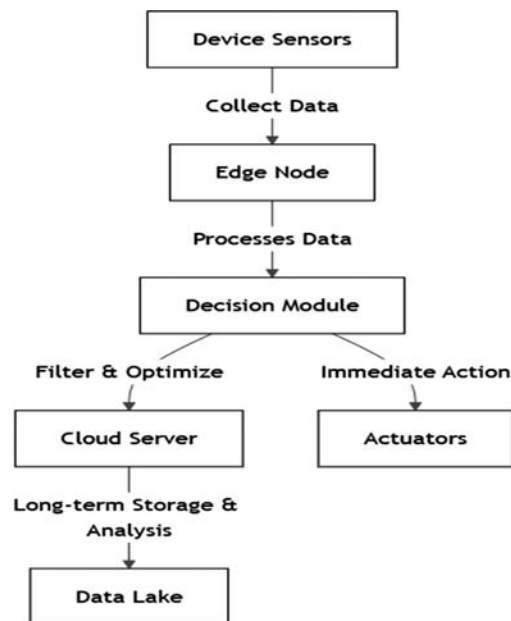 Device Sensors
Collect Data
Edge Node
Processes Data
Decision Module
Filter & Optimize
Immediate Action
Cloud Server
Actuators
Long-term Storage &
Analysis
Data Lake